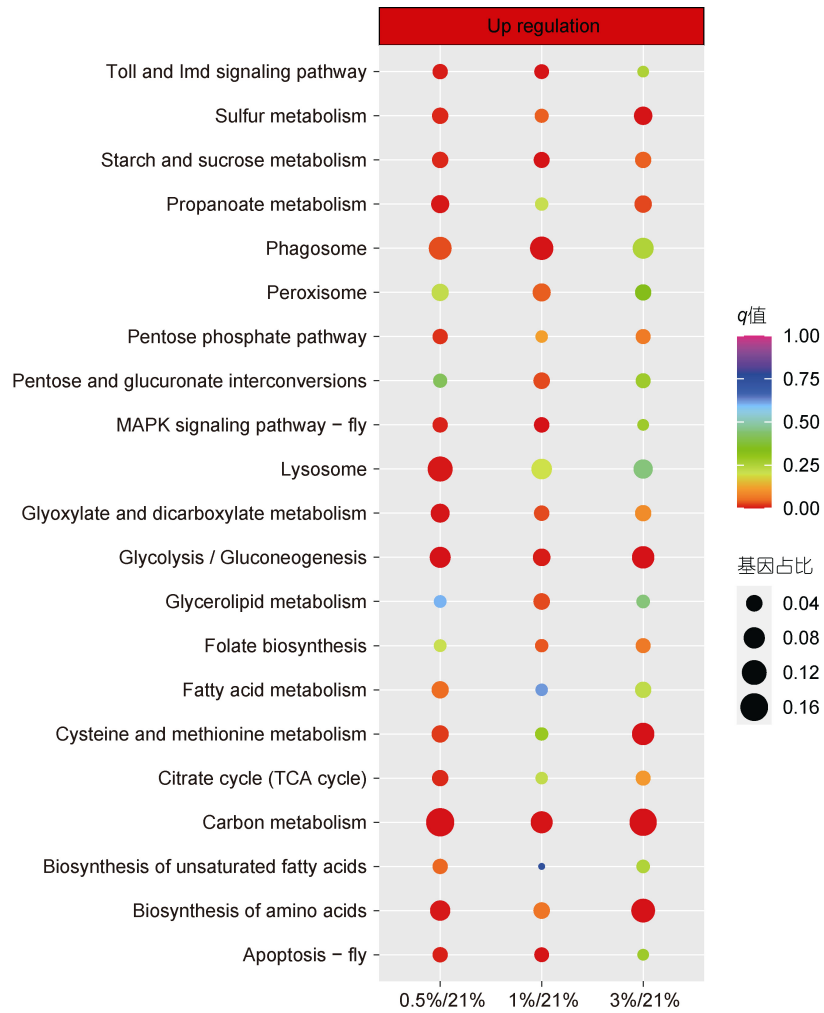 Up regulation
Toll and Imd signaling pathway
Sulfur metabolism
Starch and sucrose metabolism
Propanoate metabolism
Phagosome
Peroxisome
Pentose phosphate pathway
Pentose and glucuronate interconversions
MAPK signaling pathway − fly
Lysosome
Glyoxylate and dicarboxylate metabolism
Glycolysis / Gluconeogenesis
Glycerolipid metabolism
Folate biosynthesis
Fatty acid metabolism
Cysteine and methionine metabolism
Citrate cycle (TCA cycle)
Carbon metabolism
Biosynthesis of unsaturated fatty acids
Biosynthesis of amino acids
Apoptosis − fly
0.5%/21% 1%/21% 3%/21%
q值
1.00
0.75
0.50
0.25
0.00
基因占比
0.04
0.08
0.12
0.16